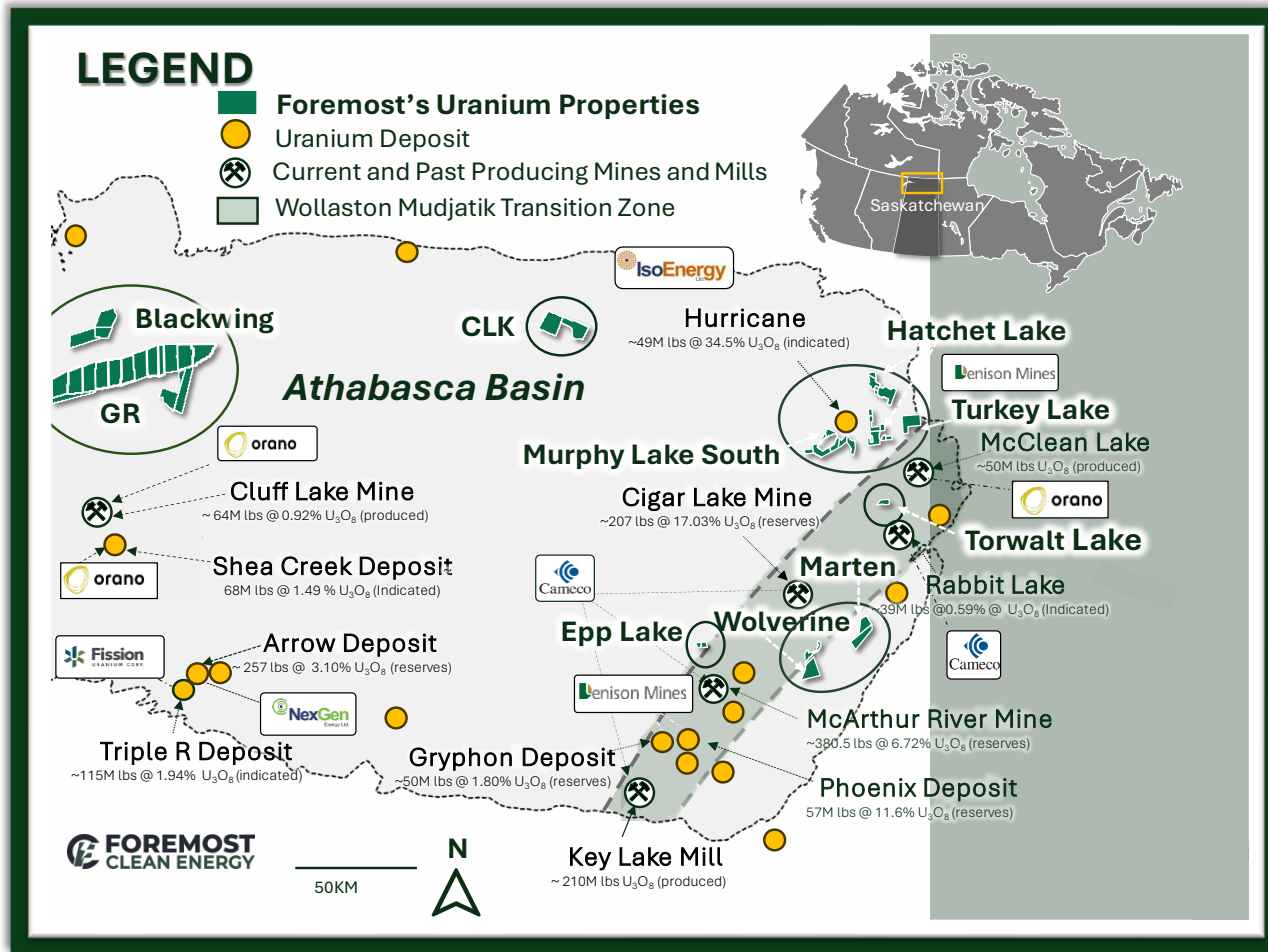 LEGEND
Foremost's Uranium Properties
Uranium Deposit
Current and Past Producing Mines and Mills
Wollaston Mudjatik Transition Zone
Saskatchewan
IsoEnergy
Blackwing
CLK
Hurricane
~49M lbs @ 34.5% U₃O₈ (indicated)
Hatchet Lake
Denison Mines
Athabasca Basin
GR
Turkey Lake
orano
Murphy Lake South
McClean Lake
~50M lbs U₃O₈ (produced)
Cluff Lake Mine
~ 64M lbs @ 0.92% U₃O₈ (produced)
Cigar Lake Mine
~207 lbs @ 17.03% U₃O₈ (reserves)
orano
Torwalt Lake
Shea Creek Deposit
68M lbs @ 1.49 % U₃O₈ (Indicated)
orano
Cameco
Marten
Rabbit Lake
~39M lbs @0.59% @ U₃O₈ (Indicated)
Epp Lake
Wolverine
Cameco
Fission
URANIUM CORP.
Arrow Deposit
~ 257 lbs @ 3.10% U₃O₈ (reserves)
Denison Mines
NexGen
Energy Ltd.
McArthur River Mine
~380.5 lbs @ 6.72% U₃O₈ (reserves)
Triple R Deposit
~115M lbs @ 1.94% U₃O₈ (indicated)
Gryphon Deposit
~50M lbs @ 1.80% U₃O₈ (reserves)
Phoenix Deposit
57M lbs @ 11.6% U₃O₈ (reserves)
FOREMOST
CLEAN ENERGY
50KM
N
Key Lake Mill
~ 210M lbs U₃O₈ (produced)